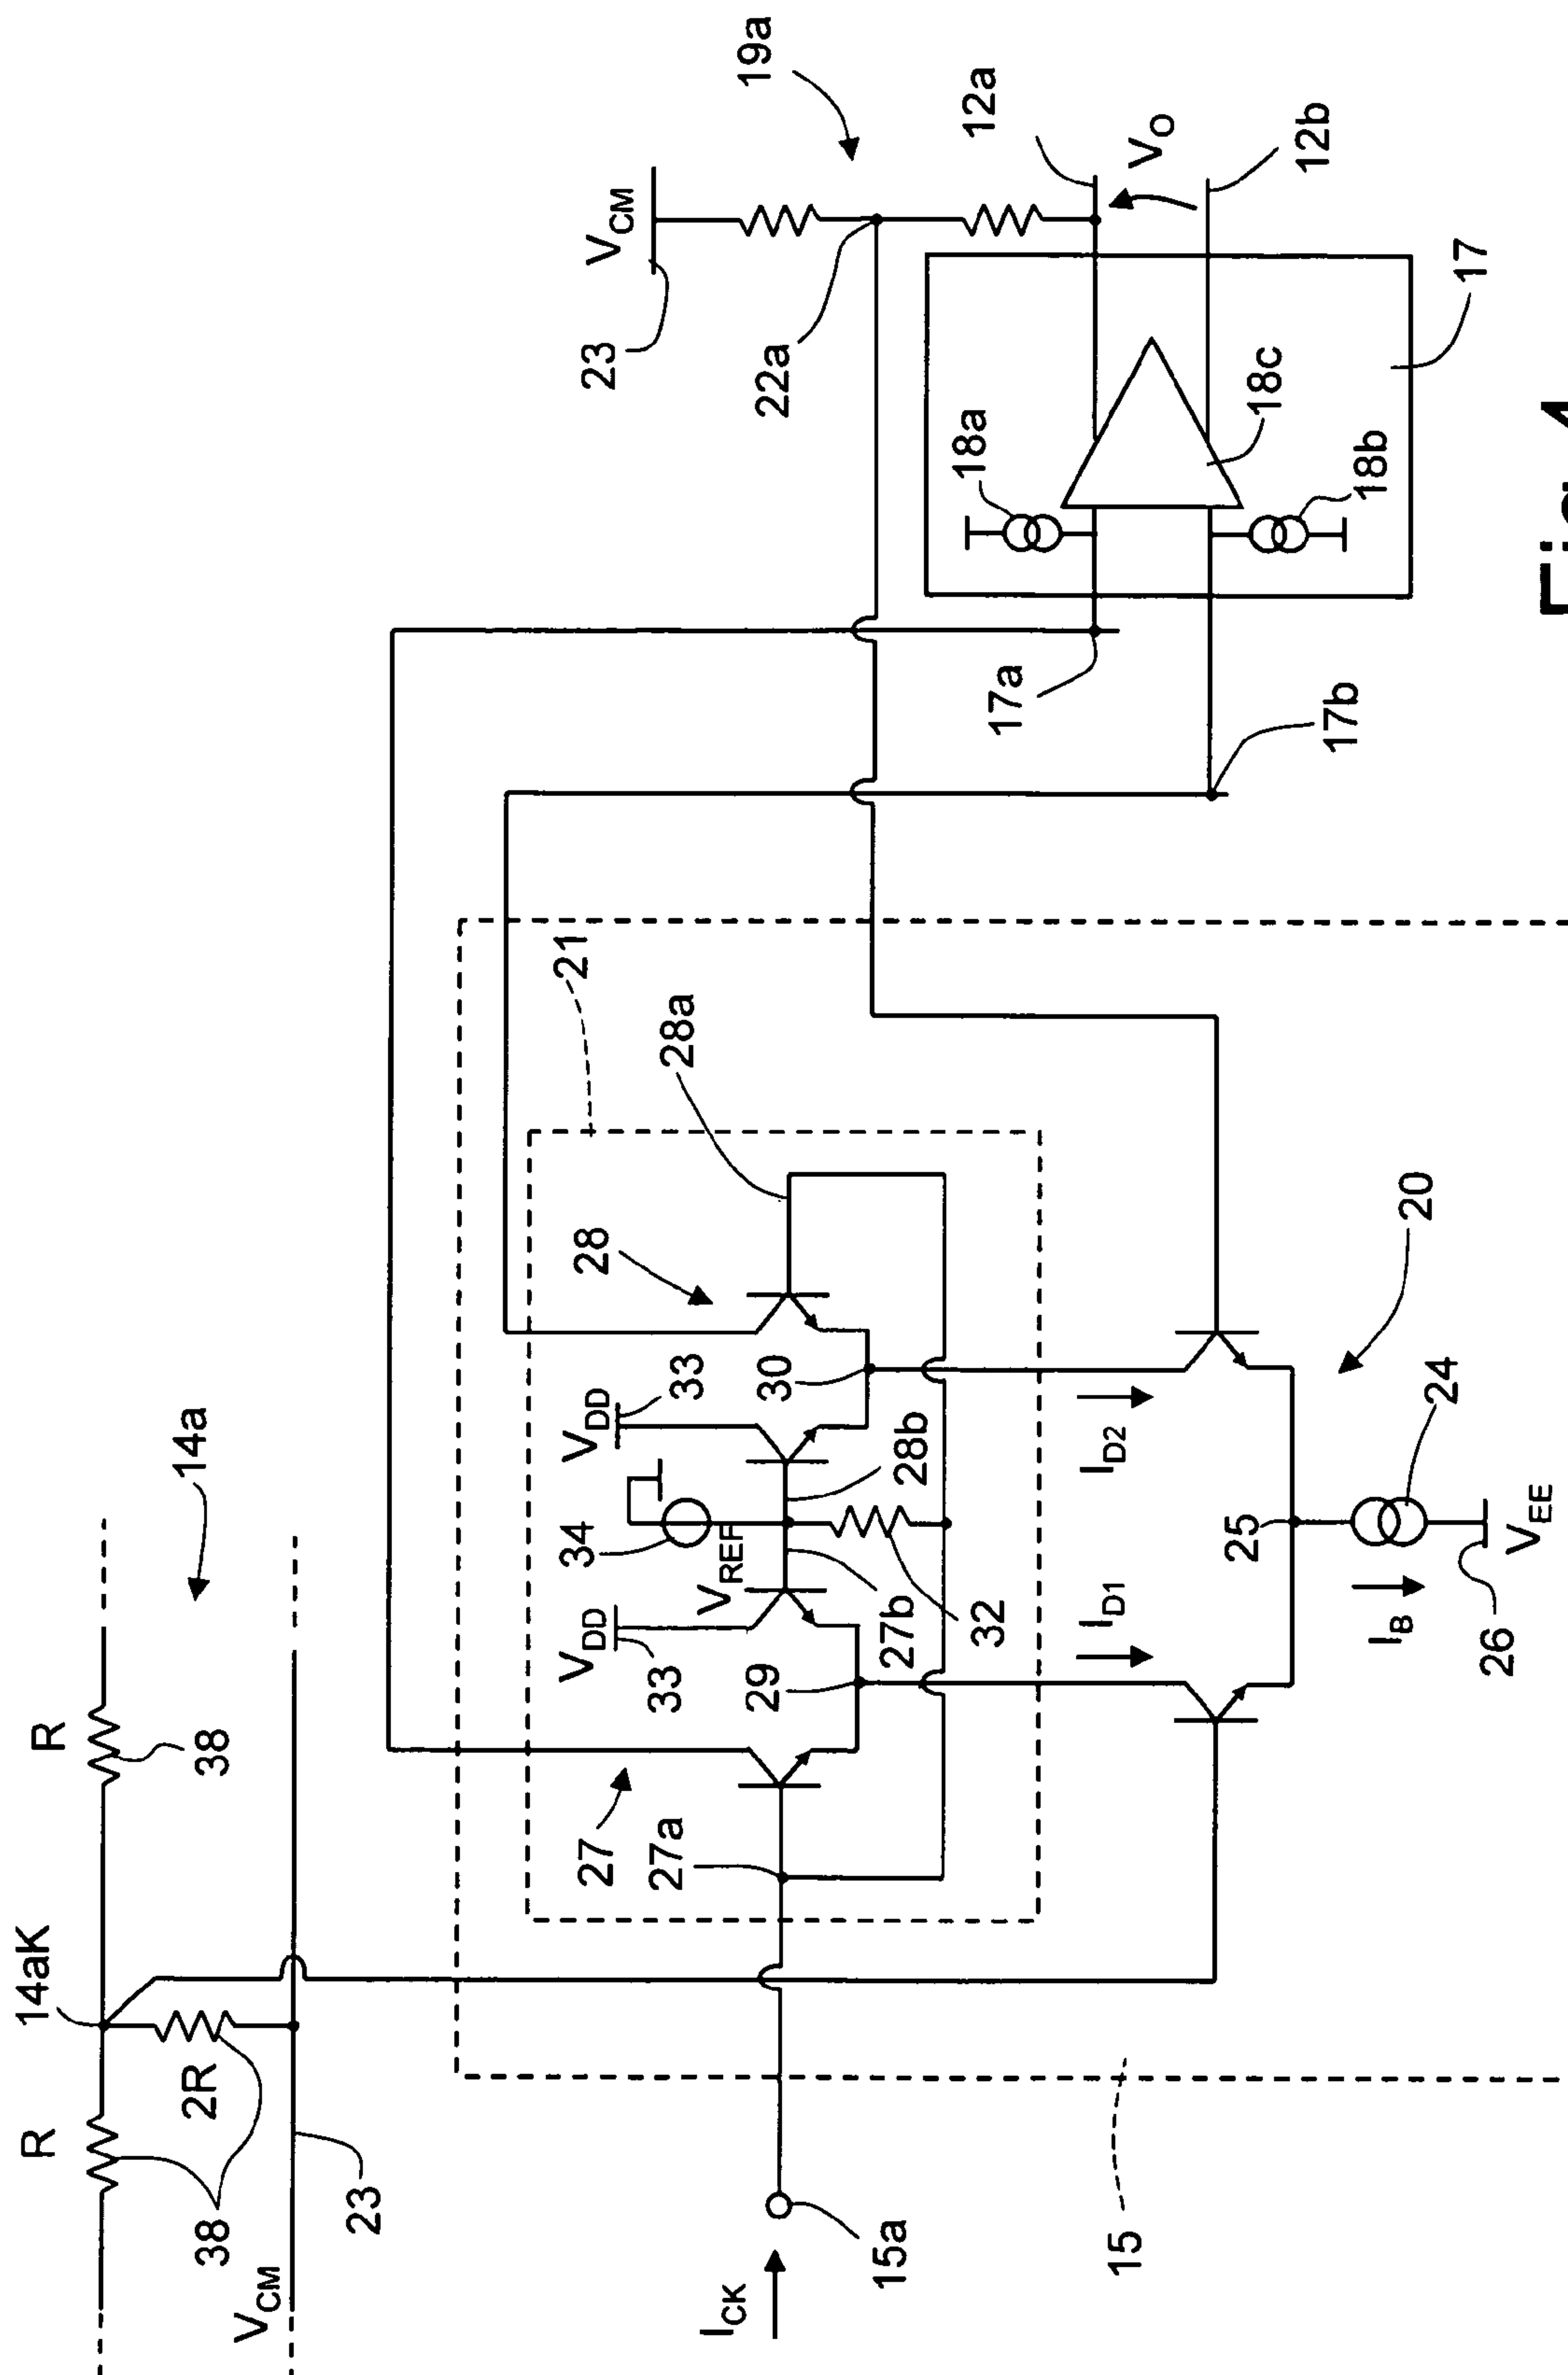 R
14aK
R
38
2R
38
14a
V_CM
23
27
27a
V_DD
33
34
V_REF
V_DD
33
28
28a
21
23
V_CM
19a
22a
12a
V_O
12b
I_CK
15a
29
27b
32
28b
30
17a
17b
18a
18c
18b
17
15
I_D1
I_D2
25
20
24
I_B
26
V_EE